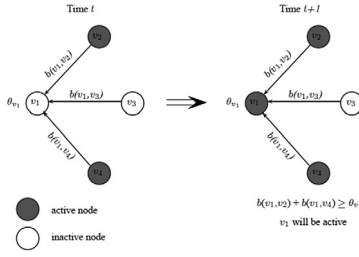 Time t
v₂
b(v₁,v₂)
θᵥ₁ v₁ b(v₁,v₃) v₃
b(v₁,v₄)
v₄
active node
inactive node
Time t+1
v₂
b(v₁,v₂)
θᵥ₁ v₁ b(v₁,v₃) v₃
b(v₁,v₄)
v₄
b(v₁,v₂) + b(v₁,v₄) ≥ θᵥ
v₁ will be active